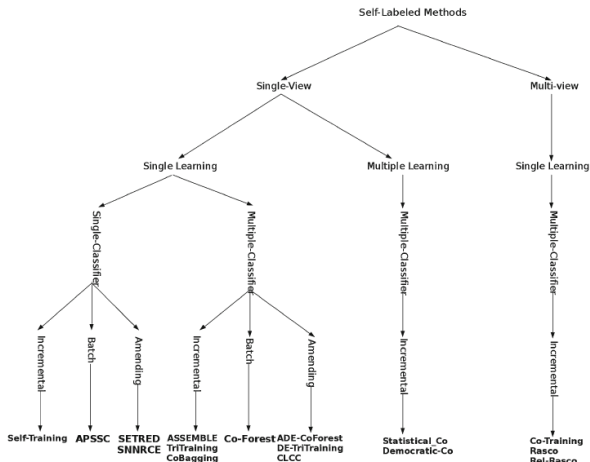 Self-Labeled Methods
Single-View
Multi-view
Single Learning
Multiple Learning
Single Learning
Single-Classifier
Multiple-Classifier
Multiple-Classifier
Multiple-Classifier
Incremental
Batch
Amending
Incremental
Batch
Amending
Incremental
Incremental
Self-Training
APSSC
SETRED
SNNRCE
ASSEMBLE
TriTraining
CoBagging
Co-Forest
ADE-CoForest
DE-TriTraining
CLCC
Statistical_Co
Democratic-Co
Co-Training
Rasco
Rel-Rasco